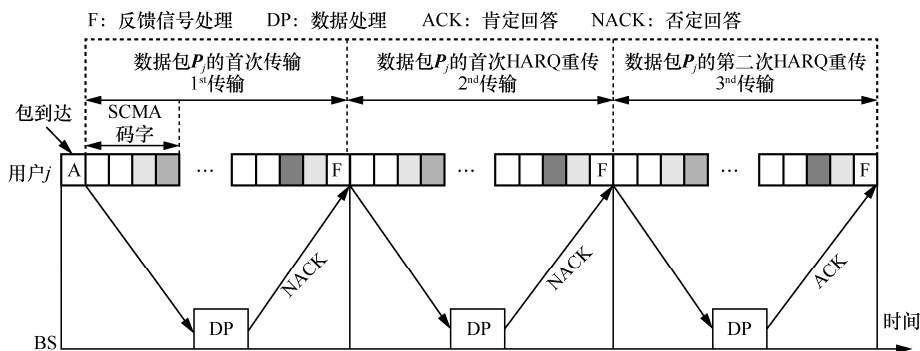 F: 反馈信号处理 DP: 数据处理 ACK: 肯定回答 NACK: 否定回答
数据包Pj的首次传输 数据包Pj的首次HARQ重传 数据包Pj的第二次HARQ重传
1st传输 2nd传输 3nd传输
包到达 SCMA
码字
用户j A … F … F … F
NACK NACK ACK
DP DP DP 时间
BS